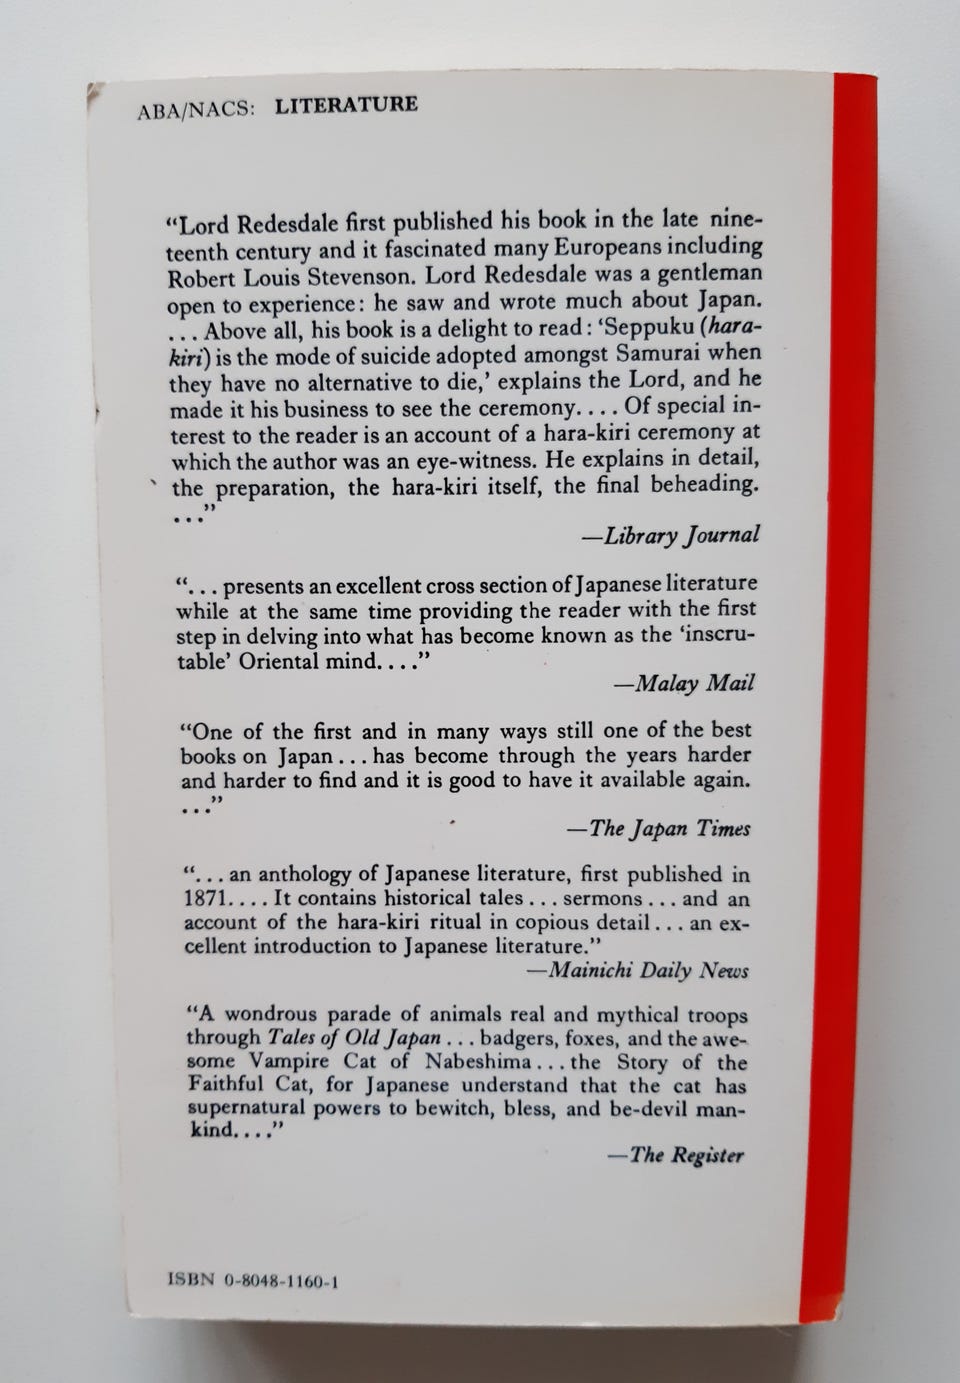 ABA/NACS: LITERATURE
“Lord Redesdale first published his book in the late nine-
teenth century and it fascinated many Europeans including
Robert Louis Stevenson. Lord Redesdale was a gentleman
open to experience: he saw and wrote much about Japan.
... Above all, his book is a delight to read: ‘Seppuku (hara-
kiri) is the mode of suicide adopted amongst Samurai when
they have no alternative to die,’ explains the Lord, and he
made it his business to see the ceremony.... Of special in-
terest to the reader is an account of a hara-kiri ceremony at
which the author was an eye-witness. He explains in detail,
the preparation, the hara-kiri itself, the final beheading.
...”
—Library Journal
“... presents an excellent cross section of Japanese literature
while at the same time providing the reader with the first
step in delving into what has become known as the ‘inscru-
table’ Oriental mind....”
—Malay Mail
“One of the first and in many ways still one of the best
books on Japan... has become through the years harder
and harder to find and it is good to have it available again.
...”
—The Japan Times
“... an anthology of Japanese literature, first published in
1871.... It contains historical tales ... sermons ... and an
account of the hara-kiri ritual in copious detail ... an ex-
cellent introduction to Japanese literature.”
—Mainichi Daily News
“A wondrous parade of animals real and mythical troops
through Tales of Old Japan ... badgers, foxes, and the awe-
some Vampire Cat of Nabeshima ... the Story of the
Faithful Cat, for Japanese understand that the cat has
supernatural powers to bewitch, bless, and be-devil man-
kind....”
—The Register
ISBN 0-8048-1160-1